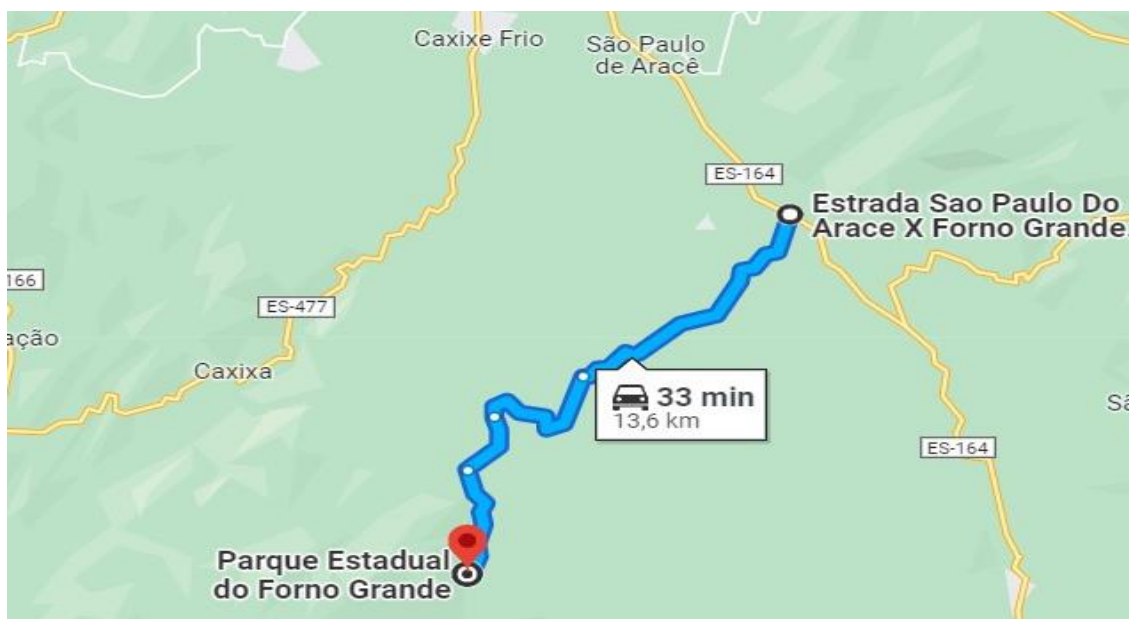 Caxixe Frio
São Paulo
de Aracê
ES-164
Estrada Sao Paulo Do
Arace X Forno Grande
166
ES-477
ação
Caxixa
33 min
13,6 km
Sã
ES-164
Parque Estadual
do Forno Grande